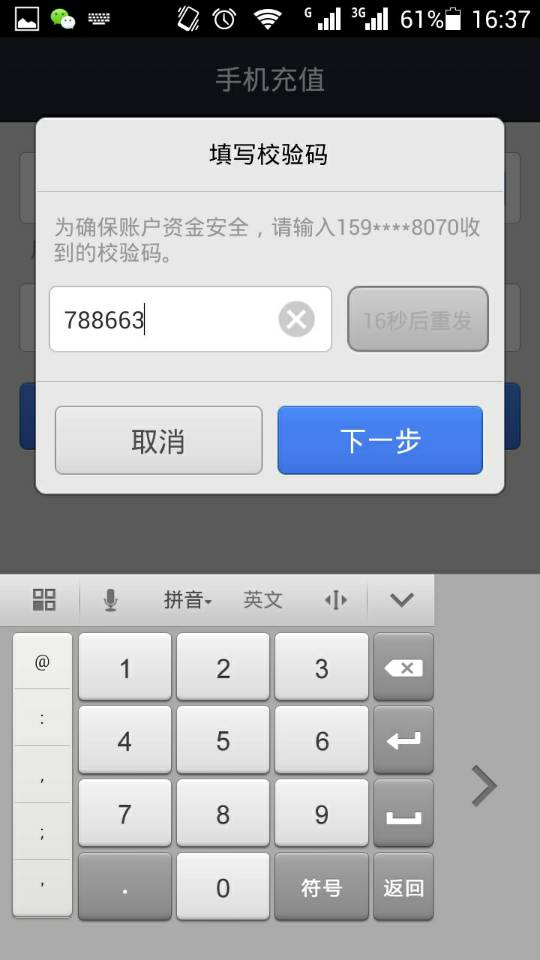 G 3G 61% 16:37
手机充值
填写校验码
为确保账户资金安全，请输入159****8070收
到的校验码。
788663 16秒后重发
取消 下一步
拼音 英文
@ 1 2 3
: 4 5 6
, 7 8 9
;
' . 0 符号 返回